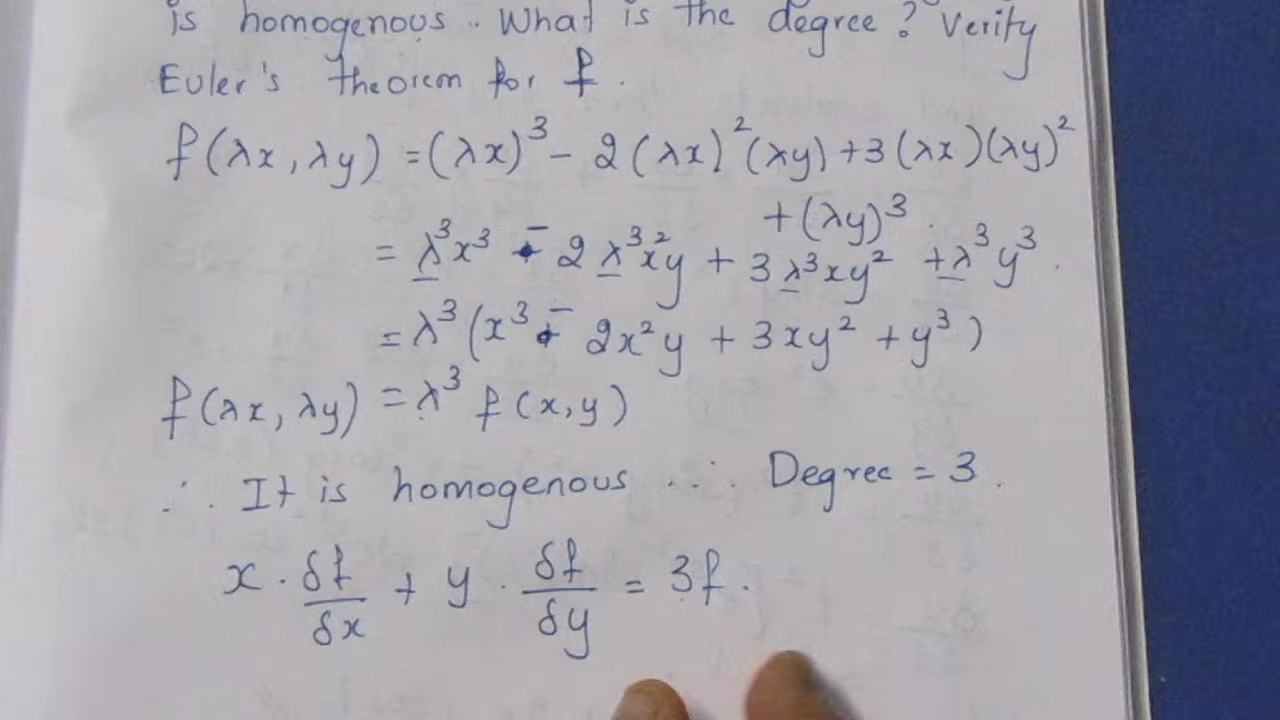 is homogenous. What is the degree? Verify
Euler's theorem for f.
f(λx, λy) = (λx)³ - 2(λx)²(λy) + 3(λx)(λy)²
+ (λy)³
= λ³x³ - 2λ³x²y + 3λ³xy² + λ³y³.
= λ³(x³ - 2x²y + 3xy² + y³)
f(λx, λy) = λ³ f(x,y)
∴ It is homogenous ∴ Degree = 3.
x · δf/δx + y · δf/δy = 3f.